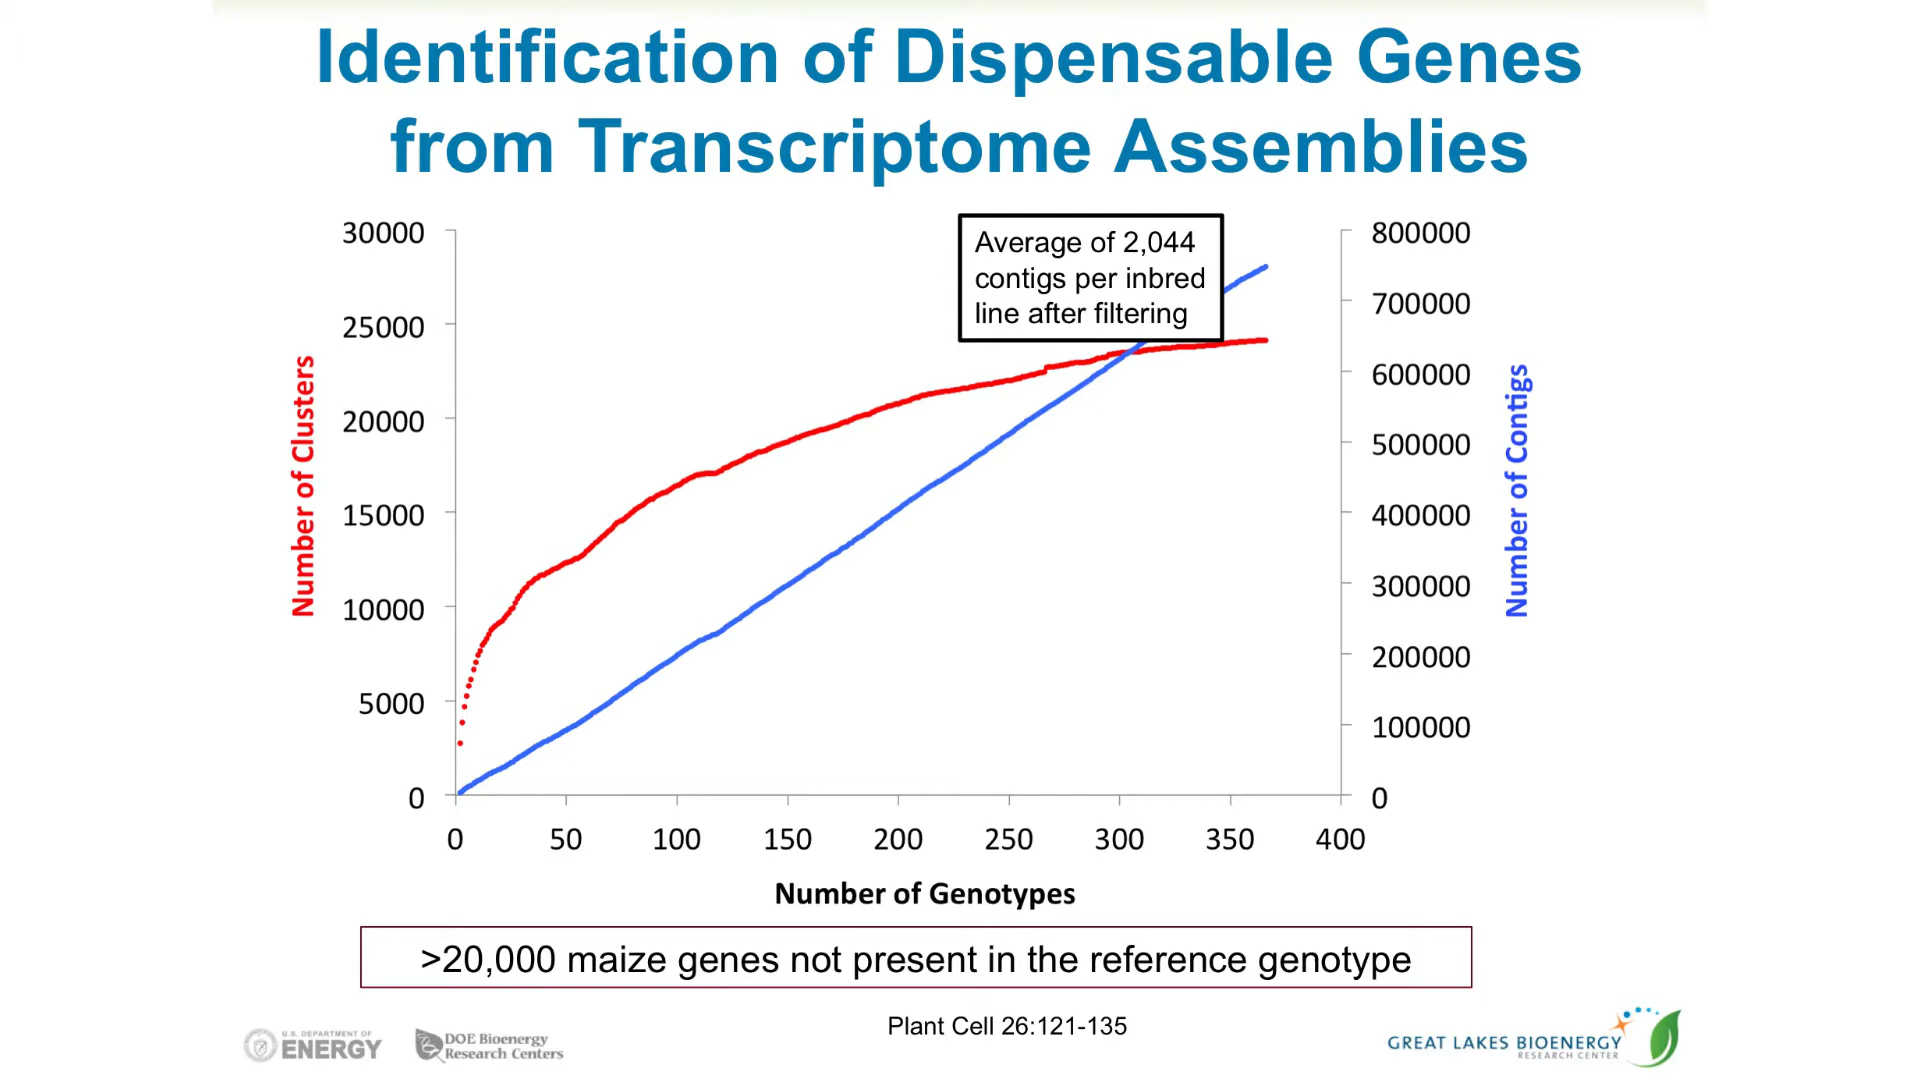 Identification of Dispensable Genes
from Transcriptome Assemblies
Average of 2,044
contigs per inbred
line after filtering
30000
25000
20000
15000
10000
5000
0
Number of Clusters
800000
700000
600000
500000
400000
300000
200000
100000
0
Number of Contigs
0 50 100 150 200 250 300 350 400
Number of Genotypes
>20,000 maize genes not present in the reference genotype
Plant Cell 26:121-135
U.S. DEPARTMENT OF
ENERGY
DOE Bioenergy
Research Centers
GREAT LAKES BIOENERGY
RESEARCH CENTER